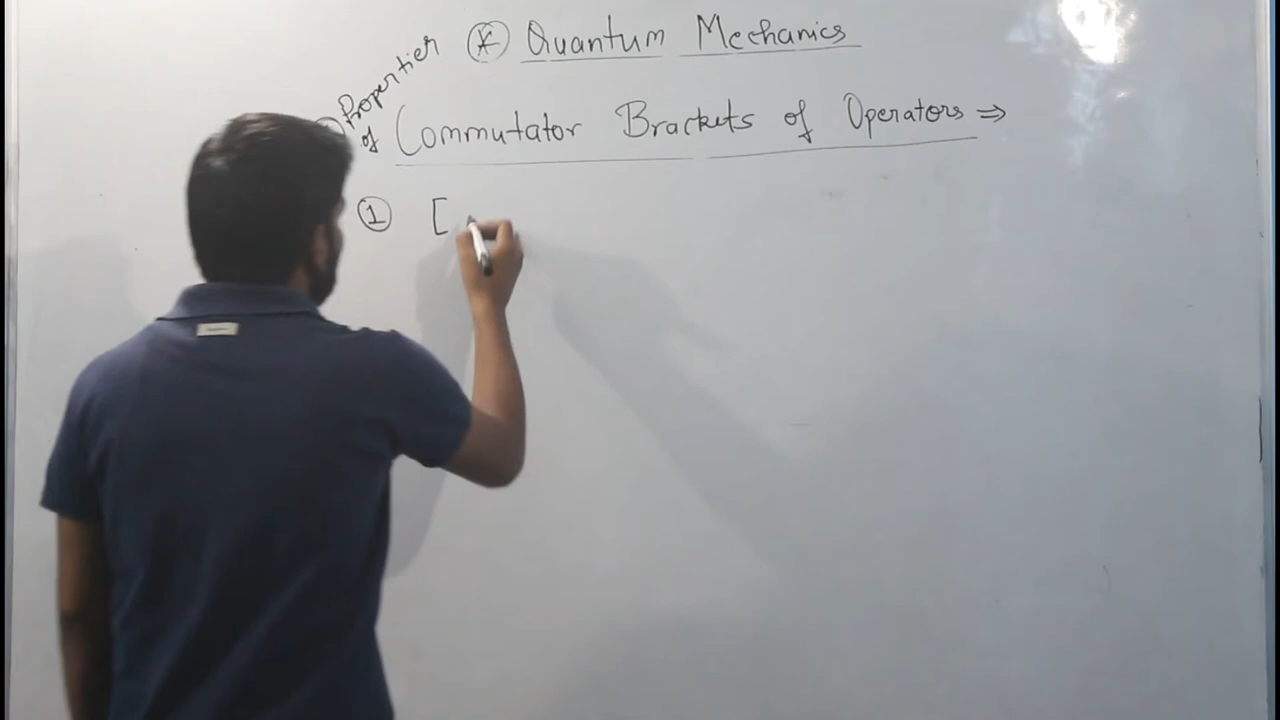 * Quantum Mechanics
Properties of Commutator Brackets of Operators ⇒
① [